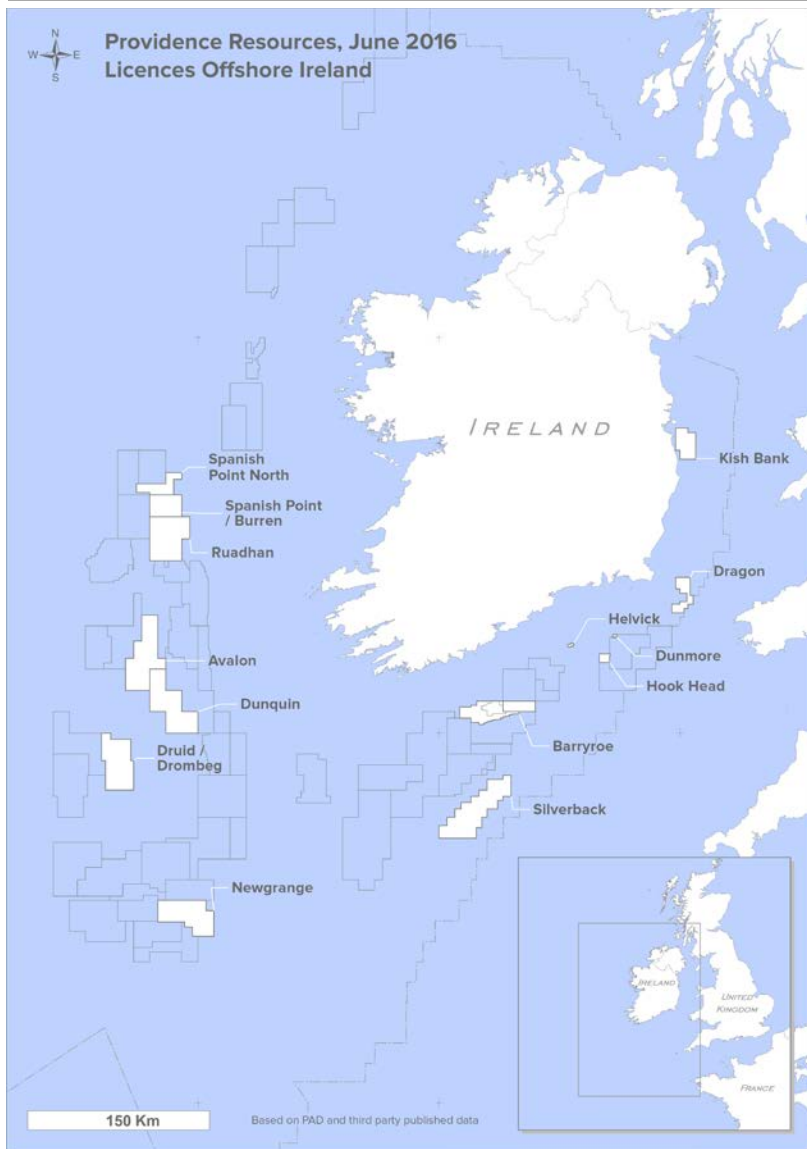 N
W E
S
Providence Resources, June 2016
Licences Offshore Ireland
IRELAND
Kish Bank
Spanish
Point North
Spanish Point
/ Burren
Ruadhan
Dragon
Helvick
Dunmore
Hook Head
Avalon
Dunquin
Barryroe
Druid /
Drombeg
Silverback
Newgrange
IRELAND
UNITED
KINGDOM
FRANCE
150 Km
Based on PAD and third party published data